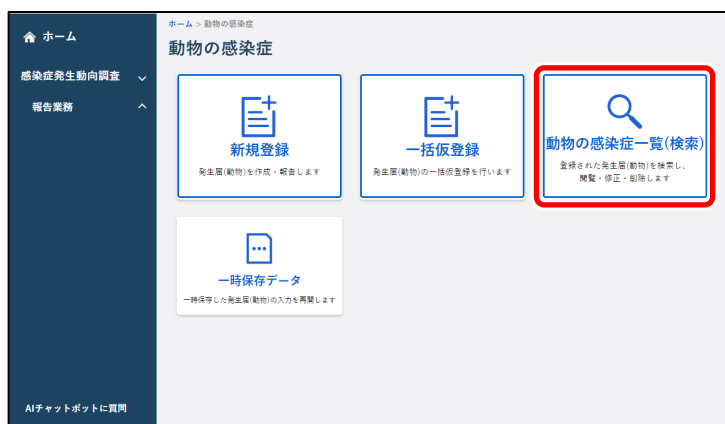 ホーム
感染症発生動向調査
報告業務
AIチャットボットに質問
ホーム > 動物の感染症
動物の感染症
新規登録
発生届(動物)を作成・報告します
一括仮登録
発生届(動物)の一括仮登録を行います
動物の感染症一覧(検索)
登録された発生届(動物)を検索し、
閲覧・修正・削除します
一時保存データ
一時保存した発生届(動物)の入力を再開します